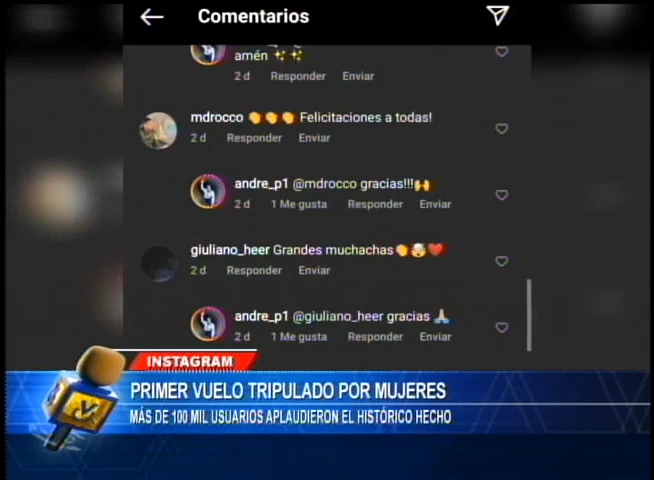 Comentarios
amén ✨✨
2 d Responder Enviar
mdrocco 👏👏👏 Felicitaciones a todas!
2 d Responder Enviar
andre_p1 @mdrocco gracias!!!🙌
2 d 1 Me gusta Responder Enviar
giuliano_heer Grandes muchachas👏🤯❤️
2 d Responder Enviar
andre_p1 @giuliano_heer gracias 🙏🏼
2 d 1 Me gusta Responder Enviar
INSTAGRAM
PRIMER VUELO TRIPULADO POR MUJERES
MÁS DE 100 MIL USUARIOS APLAUDIERON EL HISTÓRICO HECHO